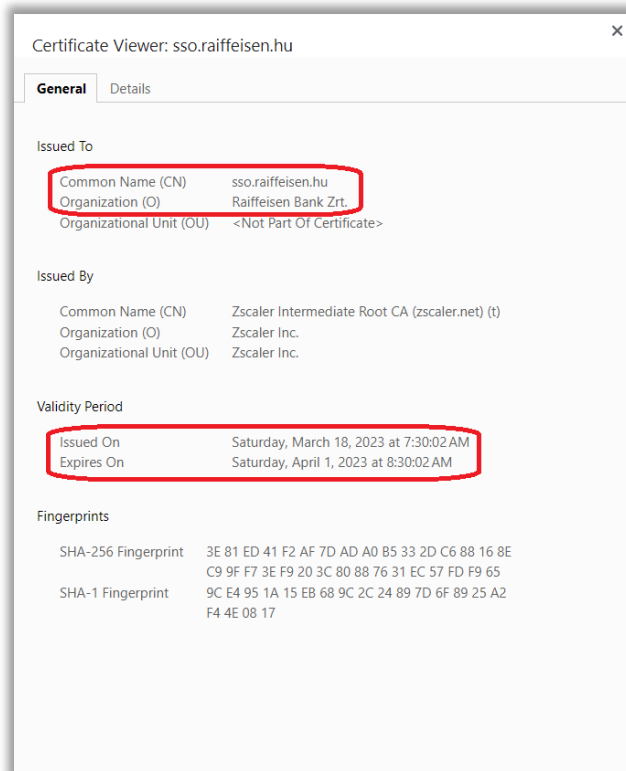 Certificate Viewer: sso.raiffeisen.hu
General Details
Issued To
Common Name (CN) sso.raiffeisen.hu
Organization (O) Raiffeisen Bank Zrt.
Organizational Unit (OU) <Not Part Of Certificate>
Issued By
Common Name (CN) Zscaler Intermediate Root CA (zscaler.net) (t)
Organization (O) Zscaler Inc.
Organizational Unit (OU) Zscaler Inc.
Validity Period
Issued On Saturday, March 18, 2023 at 7:30:02 AM
Expires On Saturday, April 1, 2023 at 8:30:02 AM
Fingerprints
SHA-256 Fingerprint 3E 81 ED 41 F2 AF 7D AD A0 B5 33 2D C6 88 16 8E
C9 9F F7 3E F9 20 3C 80 88 76 31 EC 57 FD F9 65
SHA-1 Fingerprint 9C E4 95 1A 15 EB 68 9C 2C 24 89 7D 6F 89 25 A2
F4 4E 08 17